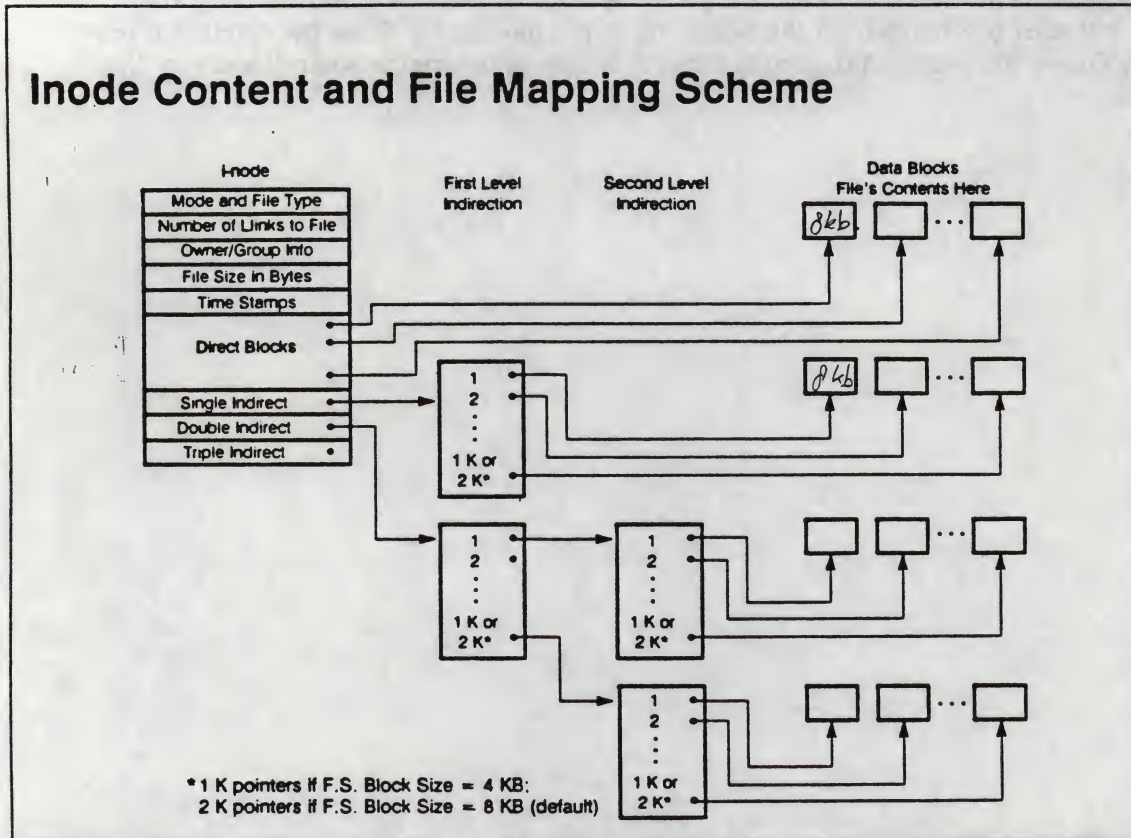 Inode Content and File Mapping Scheme
I-node
Mode and File Type
Number of Llinks to File
Owner/Group Info
File Size in Bytes
Time Stamps
Direct Blocks
Single Indirect
Double Indirect
Triple Indirect
First Level
Indirection
Second Level
Indirection
Data Blocks
File's Contents Here
8kb.
...
1
2
1 K or
2 K*
8kb
...
1
2
1 K or
2 K*
1
2
1 K or
2 K*
...
1
2
1 K or
2 K*
...
* 1 K pointers if F.S. Block Size = 4 KB;
2 K pointers if F.S. Block Size = 8 KB (default)